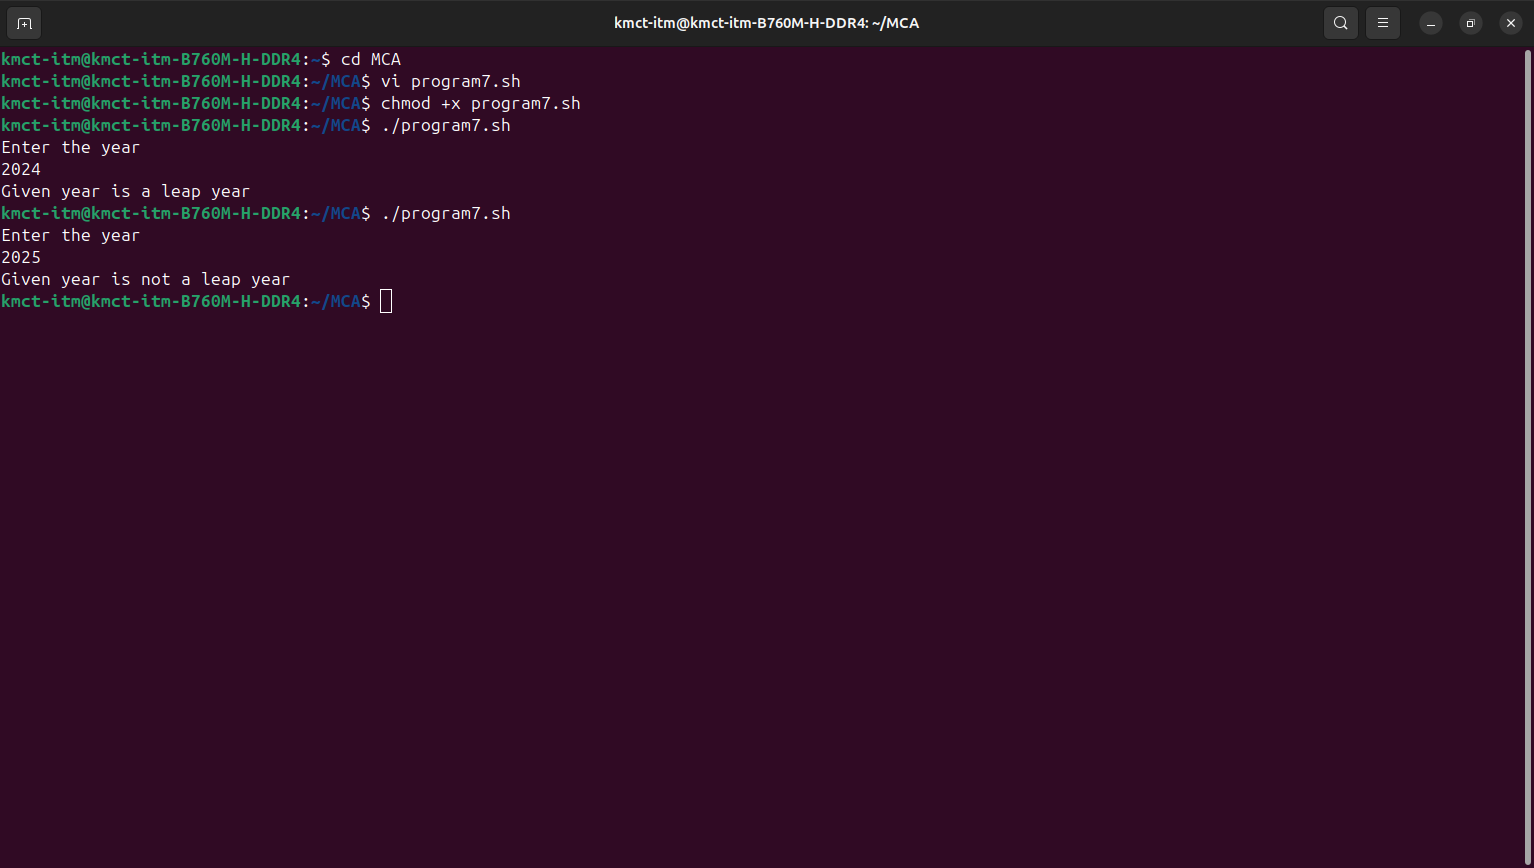 kmct-itm@kmct-itm-B760M-H-DDR4: ~/MCA
kmct-itm@kmct-itm-B760M-H-DDR4:~$ cd MCA
kmct-itm@kmct-itm-B760M-H-DDR4:~/MCA$ vi program7.sh
kmct-itm@kmct-itm-B760M-H-DDR4:~/MCA$ chmod +x program7.sh
kmct-itm@kmct-itm-B760M-H-DDR4:~/MCA$ ./program7.sh
Enter the year
2024
Given year is a leap year
kmct-itm@kmct-itm-B760M-H-DDR4:~/MCA$ ./program7.sh
Enter the year
2025
Given year is not a leap year
kmct-itm@kmct-itm-B760M-H-DDR4:~/MCA$